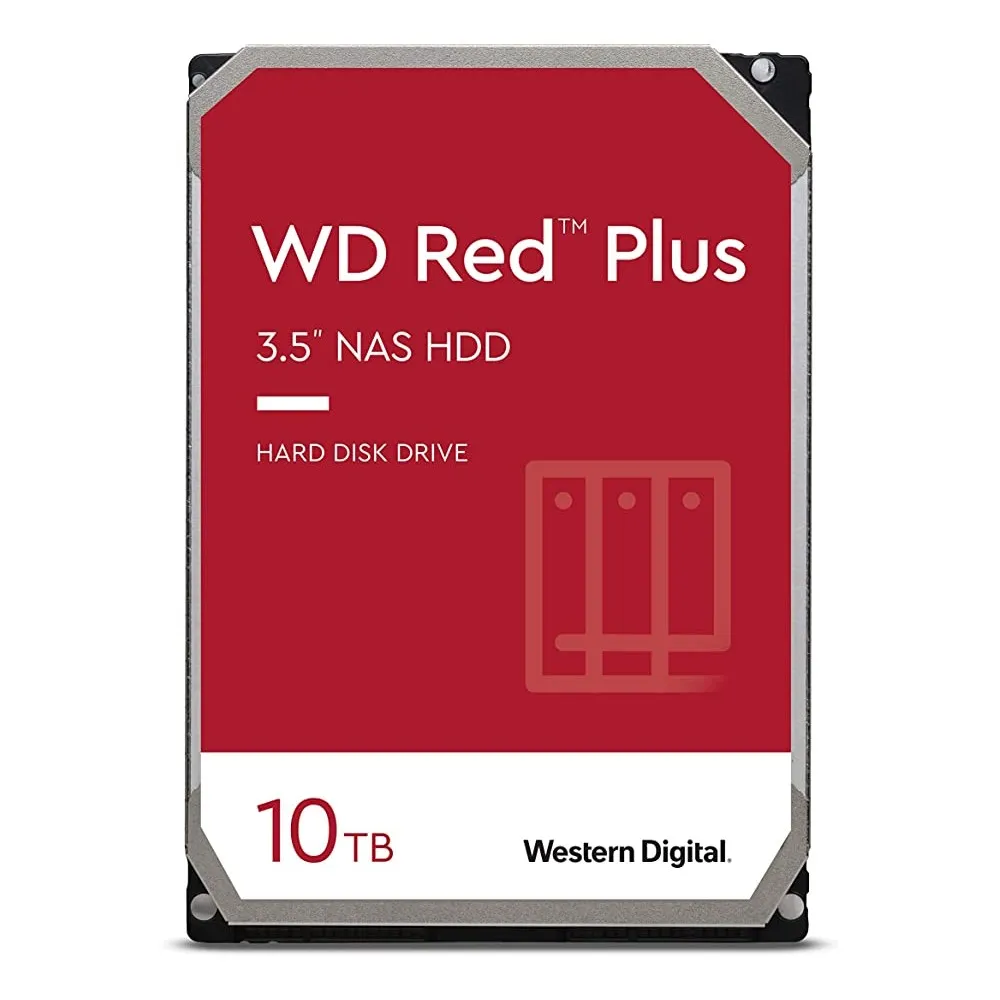 WD Red™ Plus
3.5" NAS HDD
HARD DISK DRIVE
10TB
Western Digital.